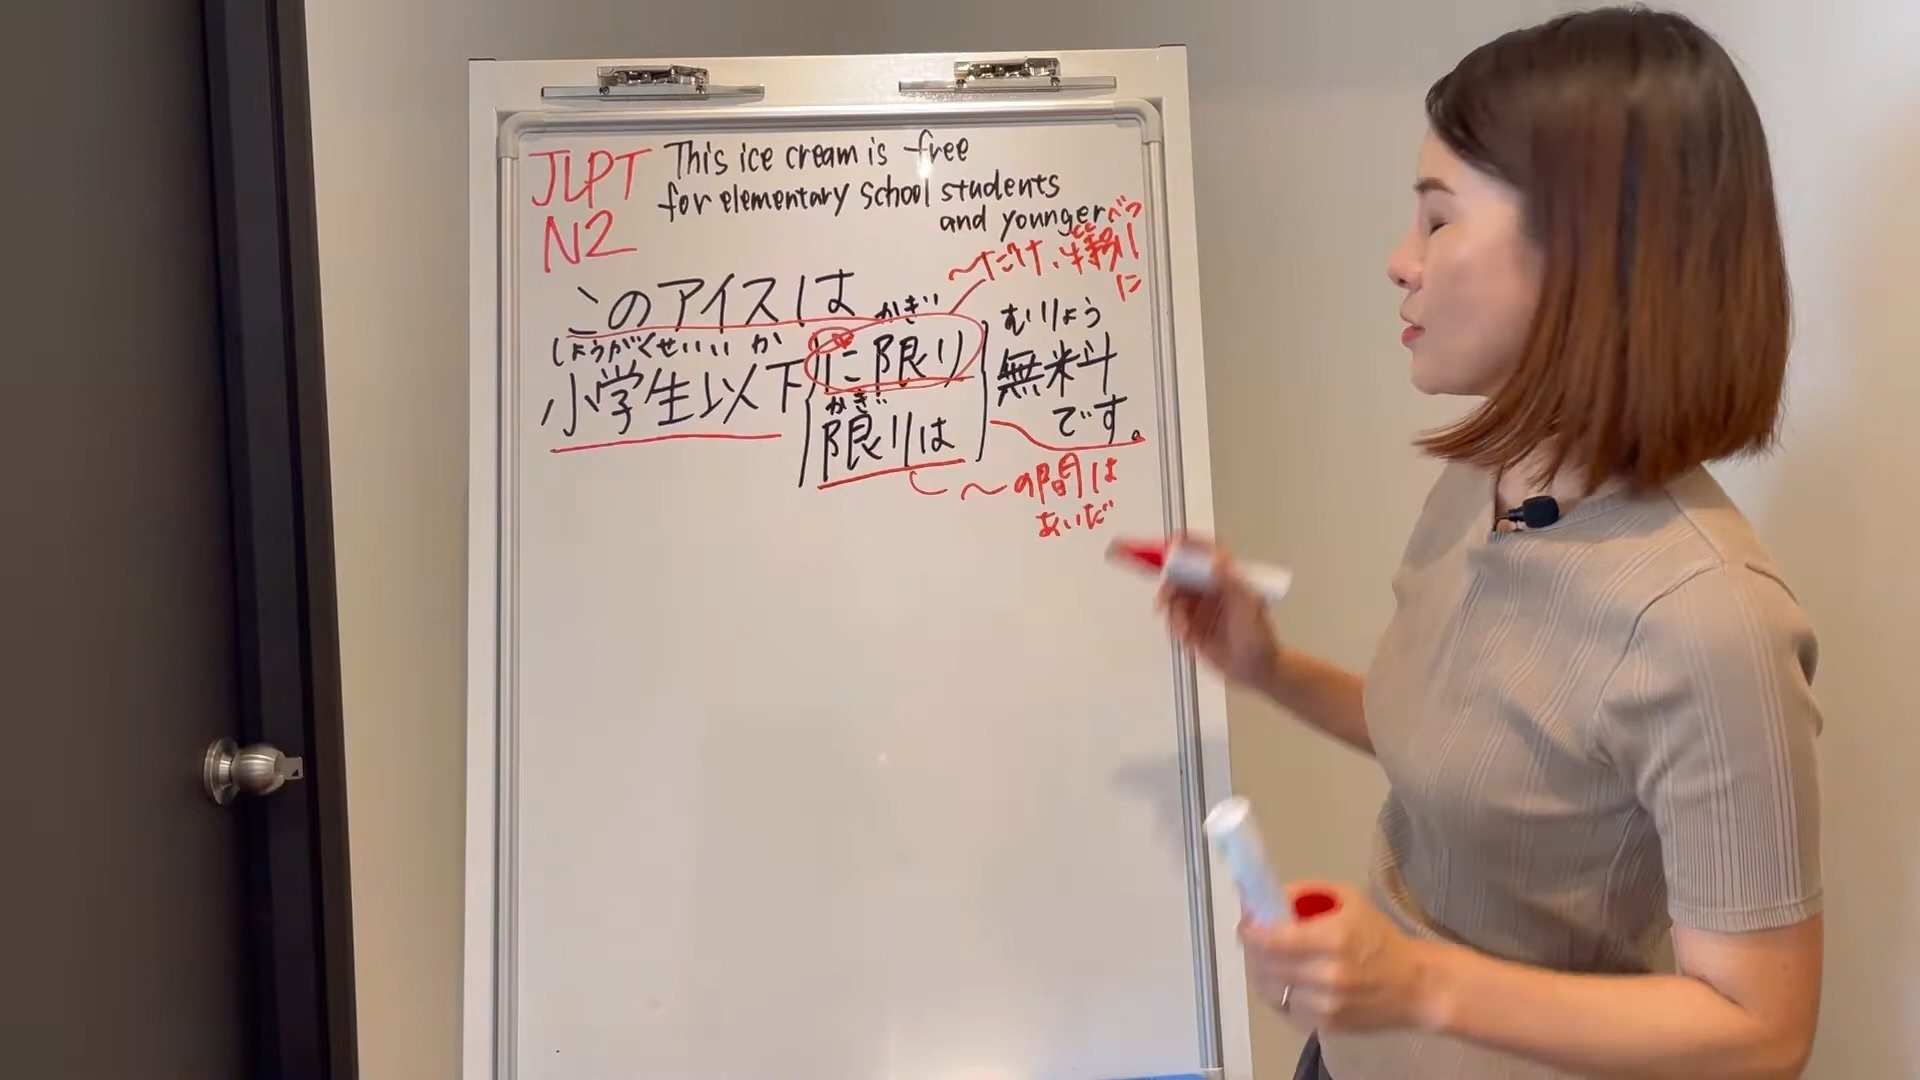 JLPT
N2
This ice cream is free
for elementary school students
and younger
〜だけ、特別に
とくべつ
このアイスは
しょうがくせいいか
小学生以下
かぎ
に限り
かぎ
限りは
むりょう
無料
です。
〜の間は
あいだ